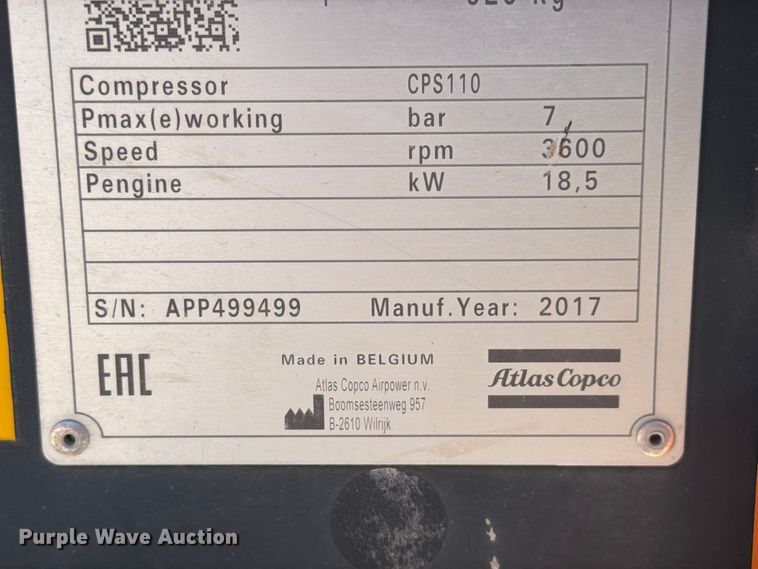 Compressor CPS110
Pmax(e)working bar 7
Speed rpm 3600
Pengine kW 18,5
S/N: APP499499 Manuf.Year: 2017
EAC
Made in BELGIUM
Atlas Copco Airpower n.v.
Boomsesteenweg 957
B-2610 Wilrijk
Atlas Copco
Purple Wave Auction